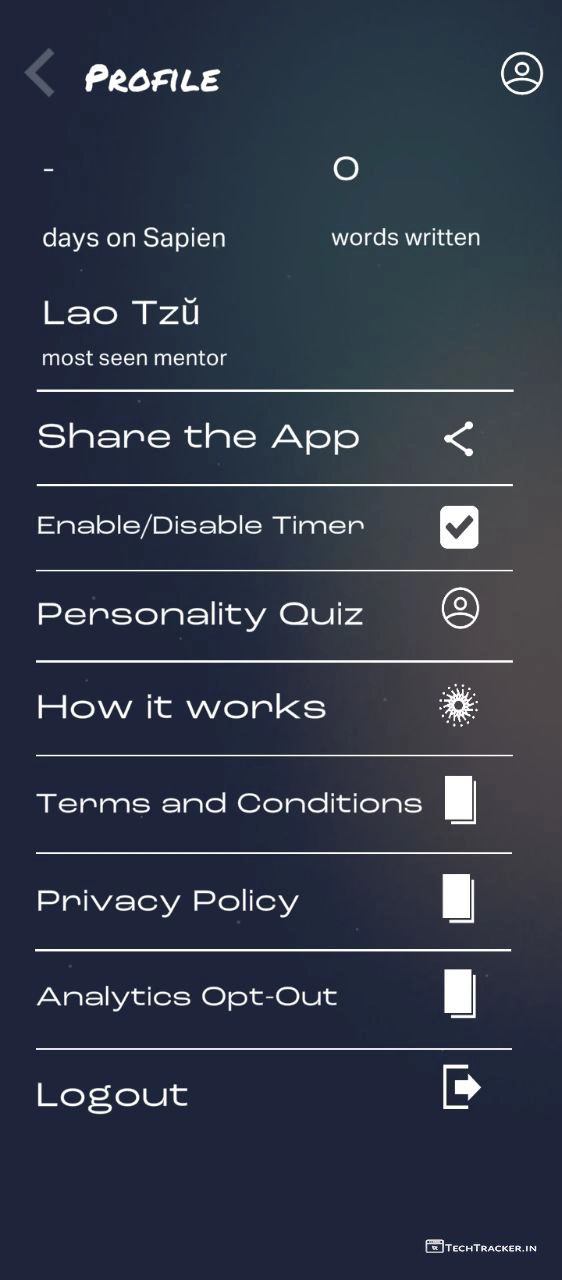 Profile
- 0
days on Sapien words written
Lao Tzŭ
most seen mentor
Share the App
Enable/Disable Timer
Personality Quiz
How it works
Terms and Conditions
Privacy Policy
Analytics Opt-Out
Logout
TechTracker.in